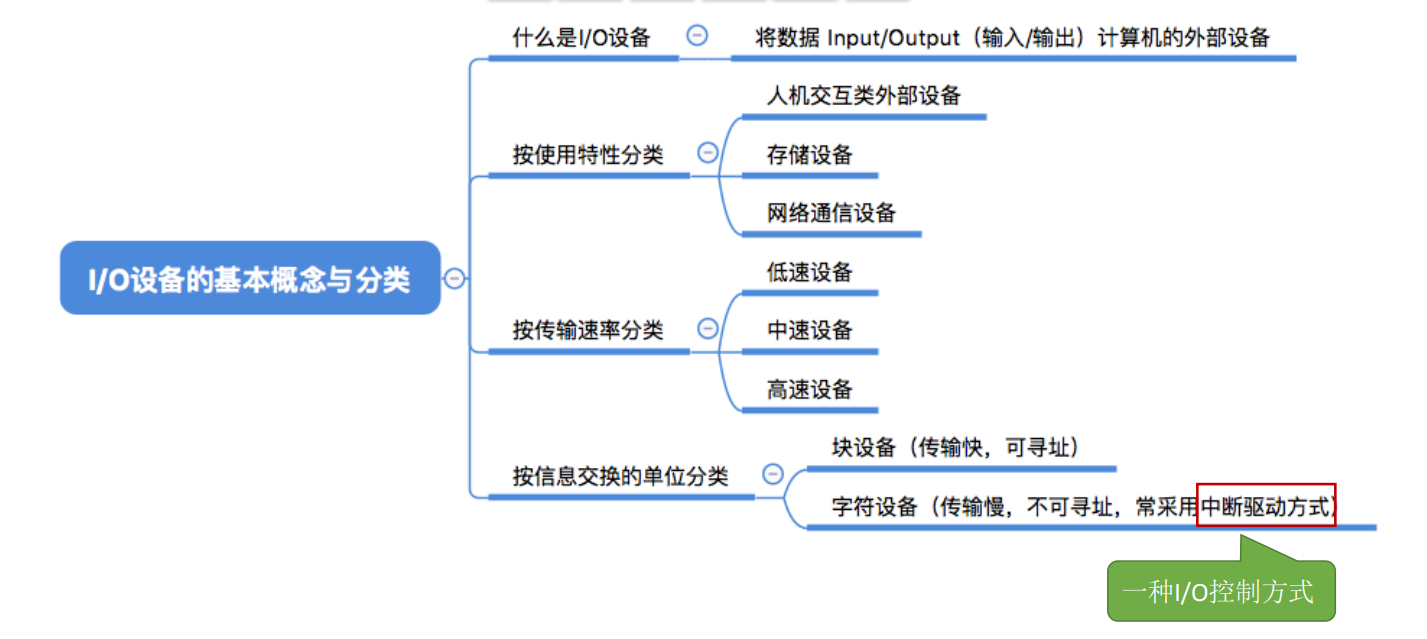 什么是I/O设备
将数据 Input/Output（输入/输出）计算机的外部设备
人机交互类外部设备
按使用特性分类
存储设备
网络通信设备
I/O设备的基本概念与分类
低速设备
按传输速率分类
中速设备
高速设备
块设备（传输快，可寻址）
按信息交换的单位分类
字符设备（传输慢，不可寻址，常采用中断驱动方式）
一种I/O控制方式